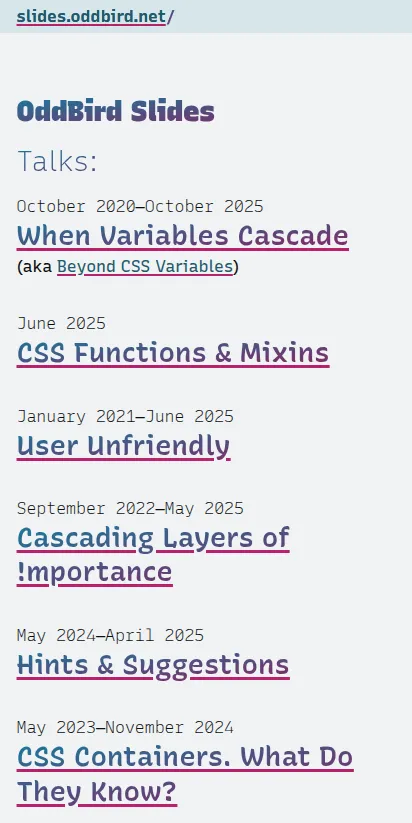 slides.oddbird.net/
OddBird Slides
Talks:
October 2020–October 2025
When Variables Cascade
(aka Beyond CSS Variables)
June 2025
CSS Functions & Mixins
January 2021–June 2025
User Unfriendly
September 2022–May 2025
Cascading Layers of
!mportance
May 2024–April 2025
Hints & Suggestions
May 2023–November 2024
CSS Containers. What Do
They Know?